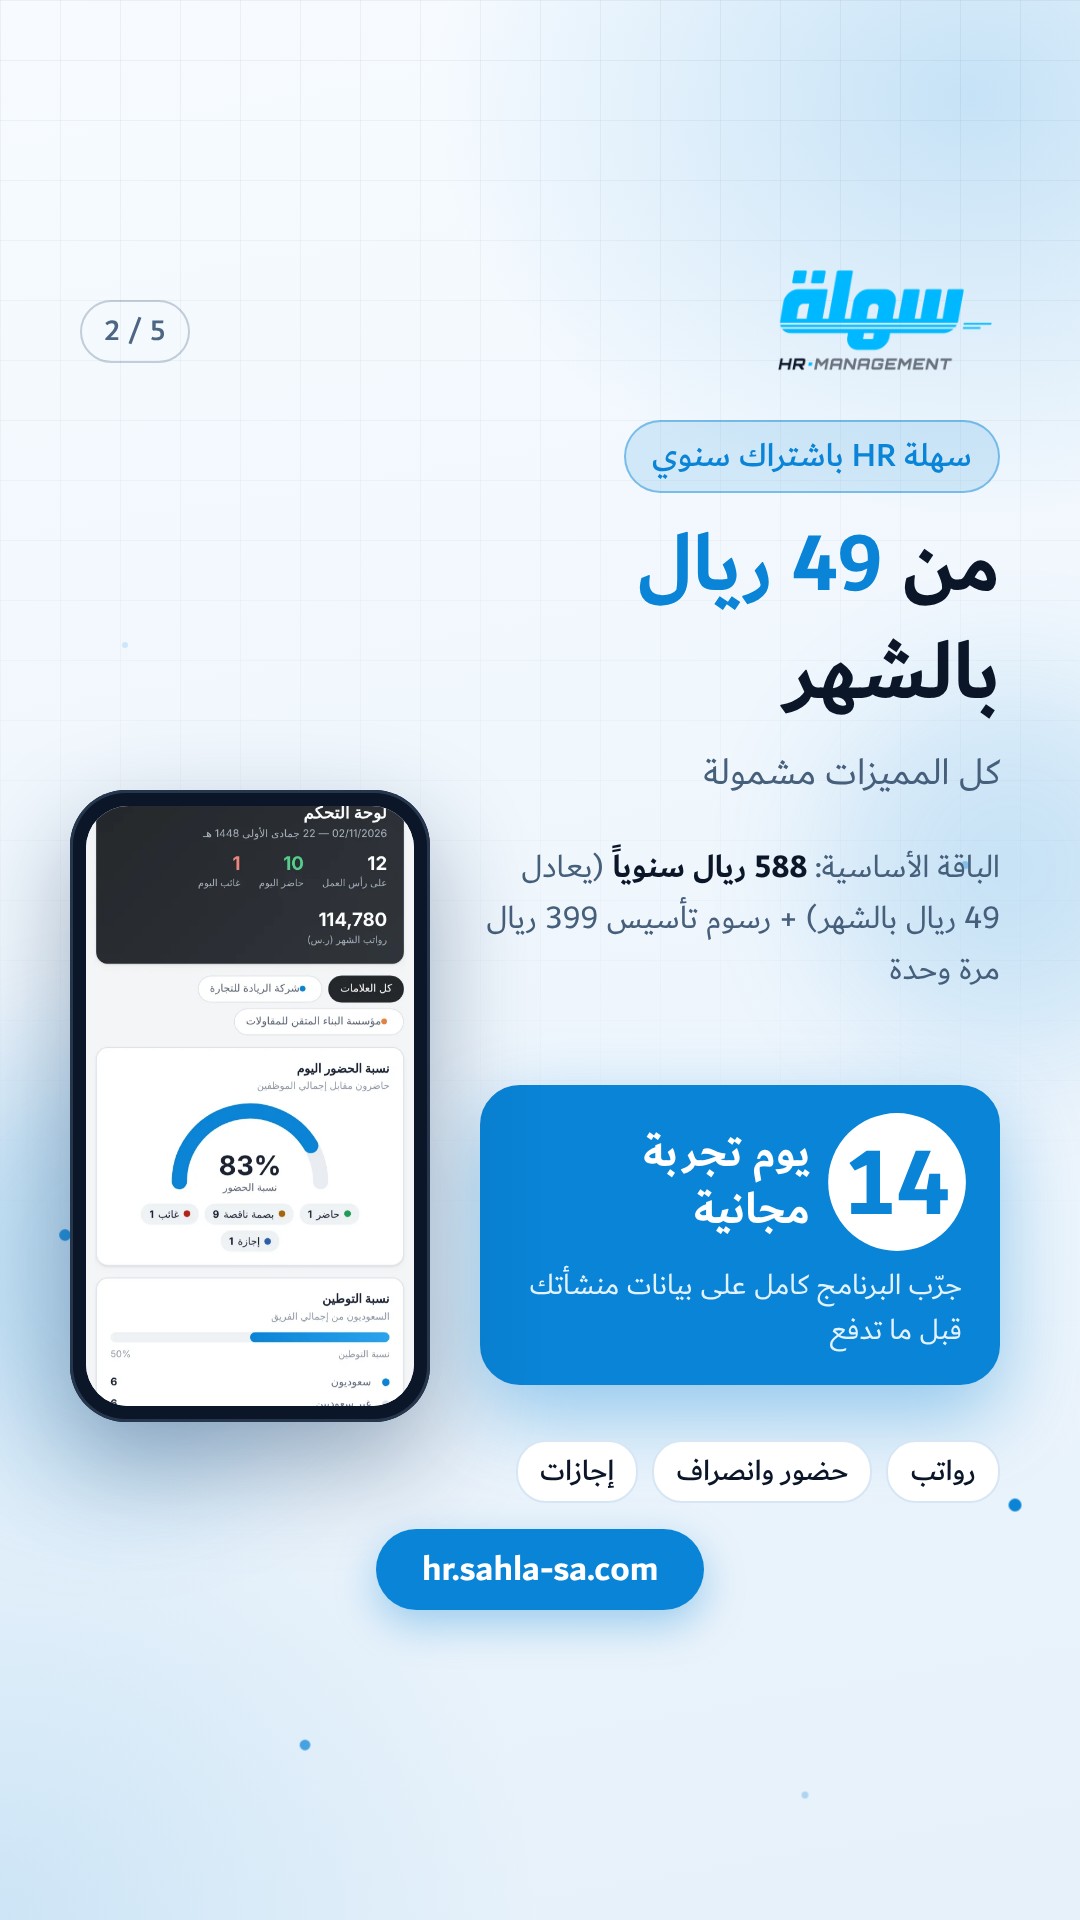 سهلة
HR·MANAGEMENT
2 / 5
سهلة HR باشتراك سنوي
من 49 ريال
بالشهر
كل المميزات مشمولة
الباقة الأساسية: 588 ريال سنوياً (يعادل
49 ريال بالشهر) + رسوم تأسيس 399 ريال
مرة وحدة
لوحة التحكم
02/11/2026 — 22 جمادى الأولى 1448 هـ
12 10 1
على رأس العمل حاضر اليوم غائب اليوم
114,780
رواتب الشهر (ر.س)
كل العلامات شركة الريادة للتجارة
مؤسسة البناء المتقن للمقاولات
نسبة الحضور اليوم
حاضرون مقابل إجمالي الموظفين
83%
نسبة الحضور
حاضر 1 بصمة ناقصة 9 غائب 1
إجازة 1
نسبة التوطين
السعوديون من إجمالي الفريق
نسبة التوطين 50%
سعوديون 6
غير سعوديين 6
14
يوم تجربة
مجانية
جرّب البرنامج كامل على بيانات منشأتك
قبل ما تدفع
رواتب حضور وانصراف إجازات
hr.sahla-sa.com